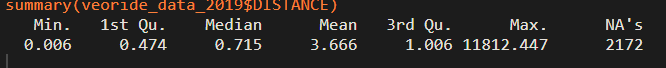 summary(veoride_data_2019$DISTANCE)
Min. 1st Qu. Median Mean 3rd Qu. Max. NA's
0.006 0.474 0.715 3.666 1.006 11812.447 2172